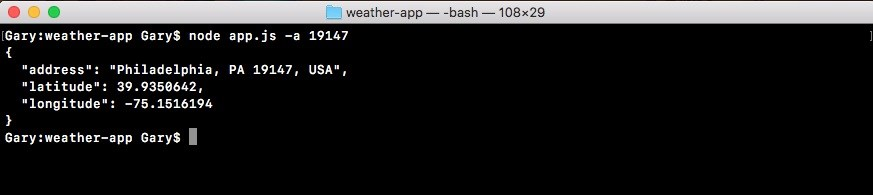 weather-app — -bash — 108×29
[Gary:weather-app Gary$ node app.js -a 19147 ]
{
  "address": "Philadelphia, PA 19147, USA",
  "latitude": 39.9350642,
  "longitude": -75.1516194
}
Gary:weather-app Gary$